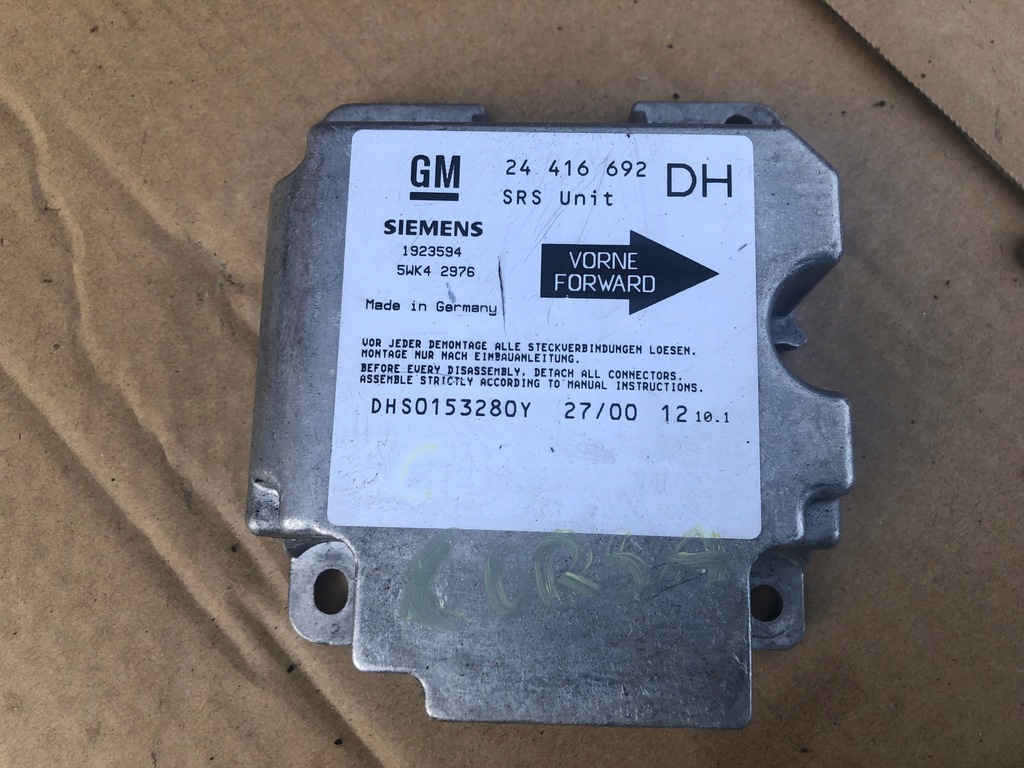 GM
24 416 692
DH
SRS Unit
SIEMENS
1923594
5WK4 2976
VORNE
FORWARD
Made in Germany
VOR JEDER DEMONTAGE ALLE STECKVERBINDUNGEN LOESEN.
MONTAGE NUR NACH EINBAUANLEITUNG.
BEFORE EVERY DISASSEMBLY, DETACH ALL CONNECTORS.
ASSEMBLE STRICTLY ACCORDING TO MANUAL INSTRUCTIONS.
DHS0153280Y 27/00 12 10.1
C